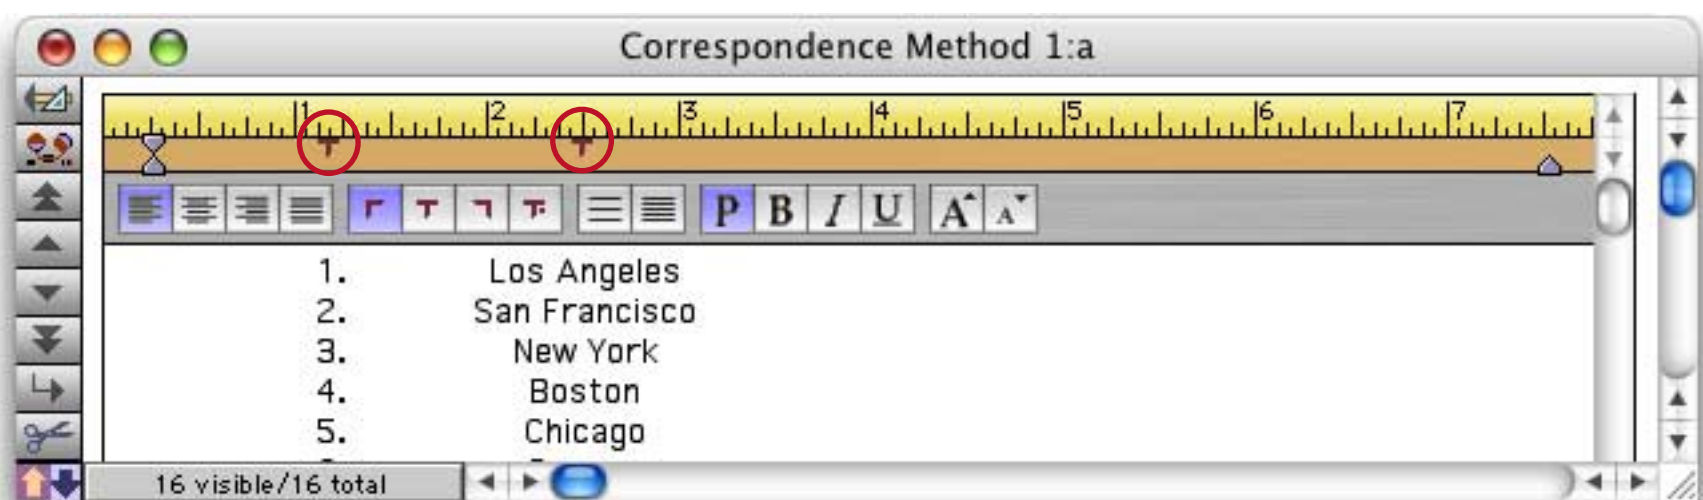 Correspondence Method 1:a
1 2 3 4 5 6 7
P B I U A A
1. Los Angeles
2. San Francisco
3. New York
4. Boston
5. Chicago
16 visible/16 total